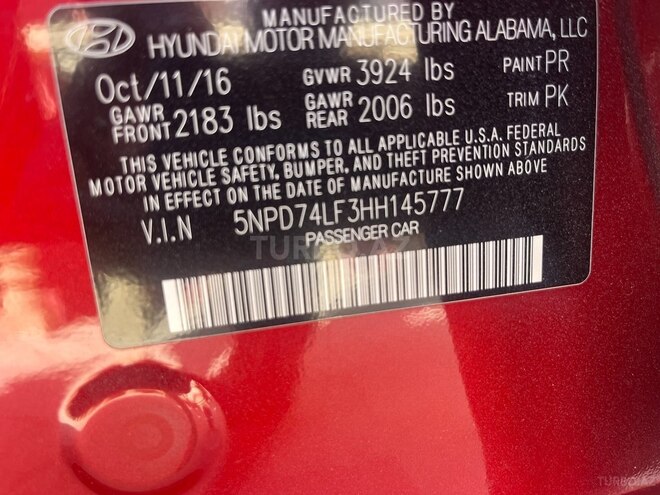 MANUFACTURED BY
HYUNDAI MOTOR MANUFACTURING ALABAMA, LLC
Oct/11/16 GVWR 3924 lbs PAINT PR
GAWR FRONT 2183 lbs GAWR REAR 2006 lbs TRIM PK
THIS VEHICLE CONFORMS TO ALL APPLICABLE U.S.A. FEDERAL
MOTOR VEHICLE SAFETY, BUMPER, AND THEFT PREVENTION STANDARDS
IN EFFECT ON THE DATE OF MANUFACTURE SHOWN ABOVE
V.I.N 5NPD74LF3HH145777
PASSENGER CAR
TURBO.AZ
TURBO.AZ